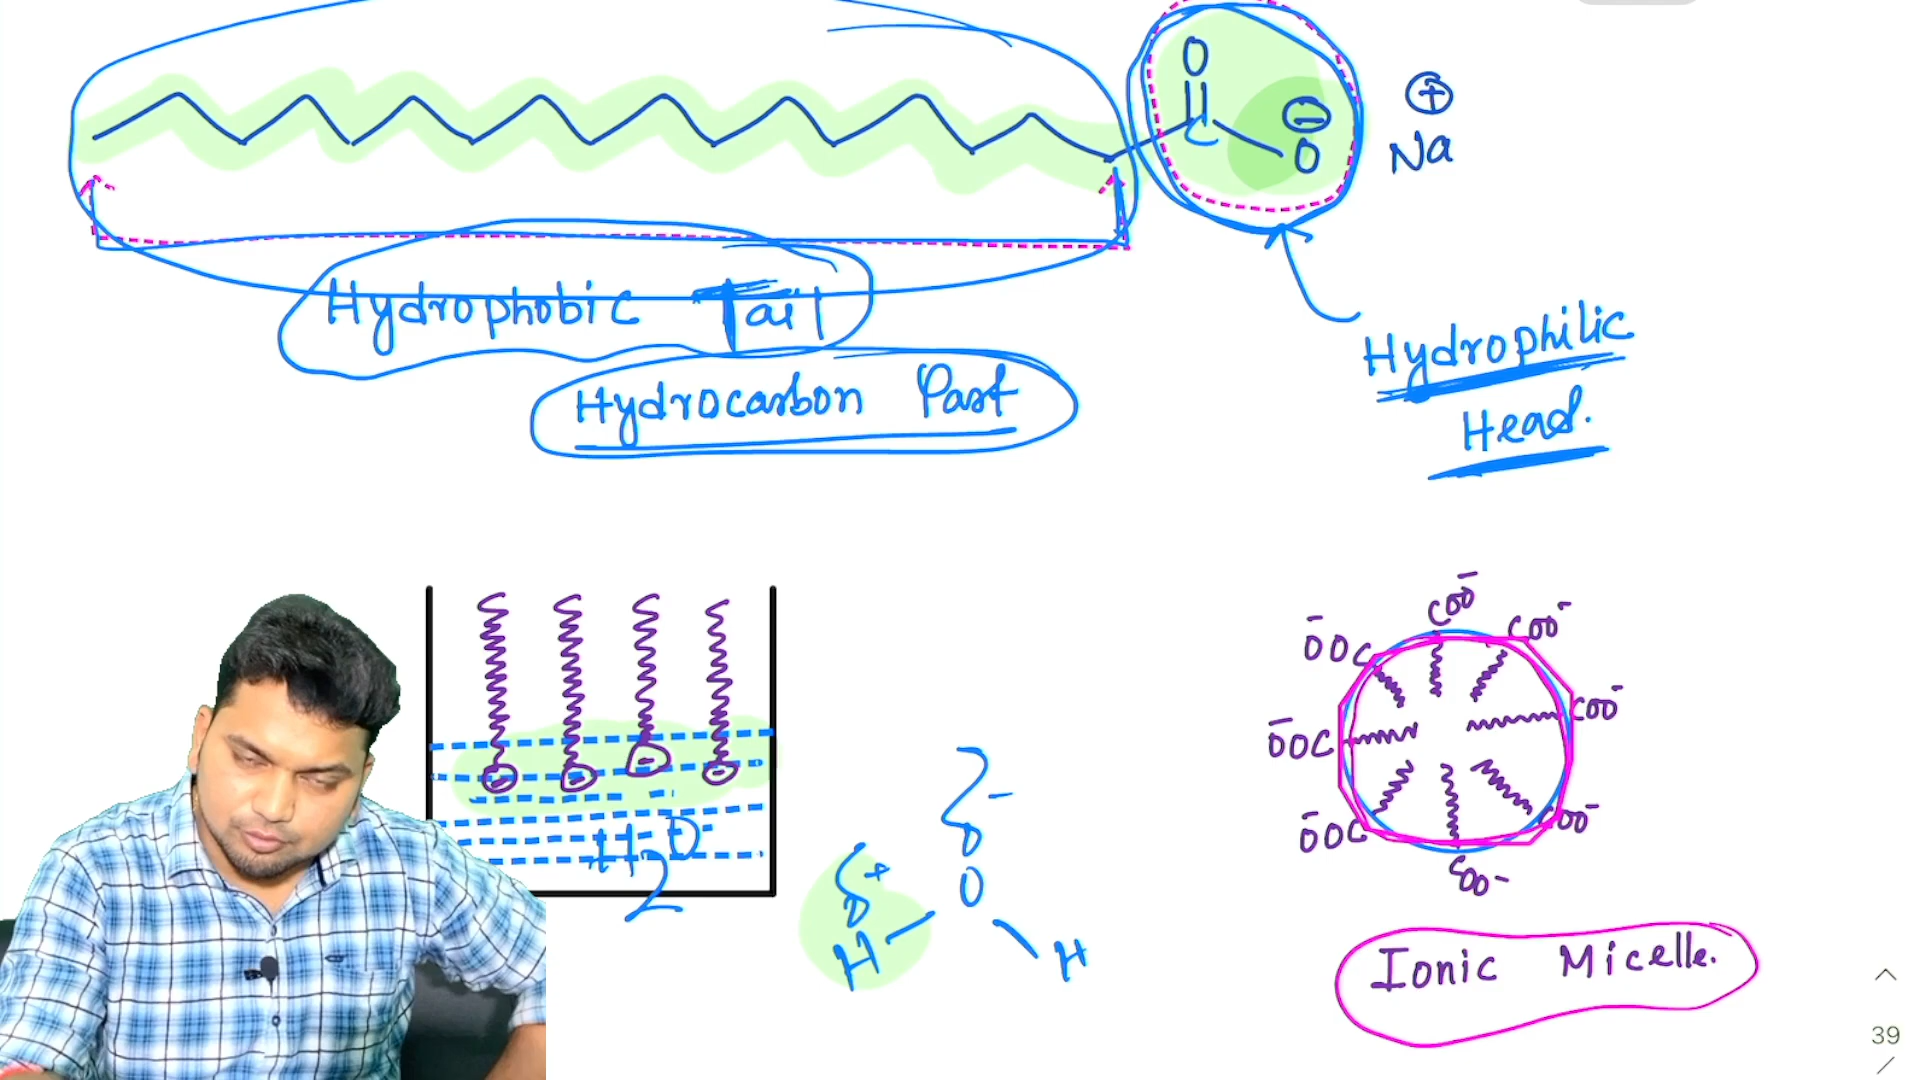 O
||
C
⊖
O
⊕
Na
Hydrophobic Tail
Hydrocarbon Part
Hydrophilic
Head.
H2O
δ-
O
δ+
H
H
COO-
COO-
-OOC
COO-
-OOC
COO-
-OOC
COO-
Ionic Micelle.
39